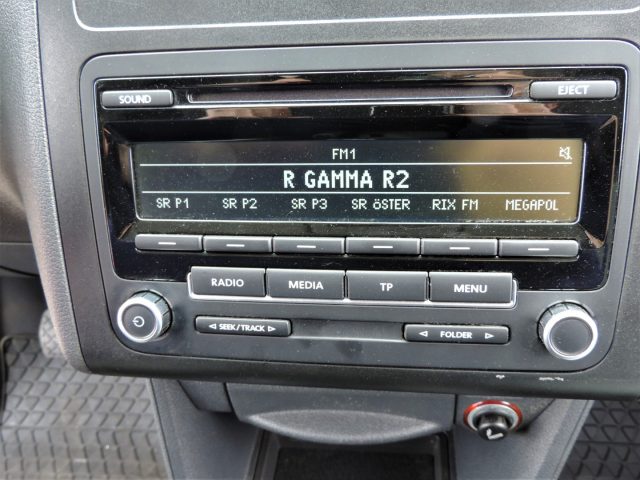 SOUND
EJECT
FM1
R GAMMA R2
SR P1 SR P2 SR P3 SR öSTER RIX FM MEGAPOL
RADIO MEDIA TP MENU
SEEK/TRACK FOLDER